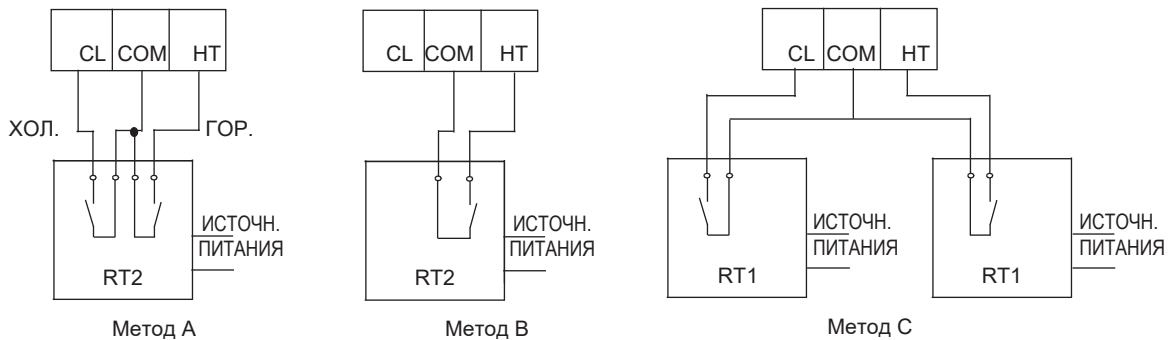 CL COM HT
ХОЛ.
ГОР.
ИСТОЧН.
ПИТАНИЯ
RT2
Метод A
CL COM HT
ИСТОЧН.
ПИТАНИЯ
RT2
Метод B
CL COM HT
ИСТОЧН.
ПИТАНИЯ
RT1
ИСТОЧН.
ПИТАНИЯ
RT1
Метод C